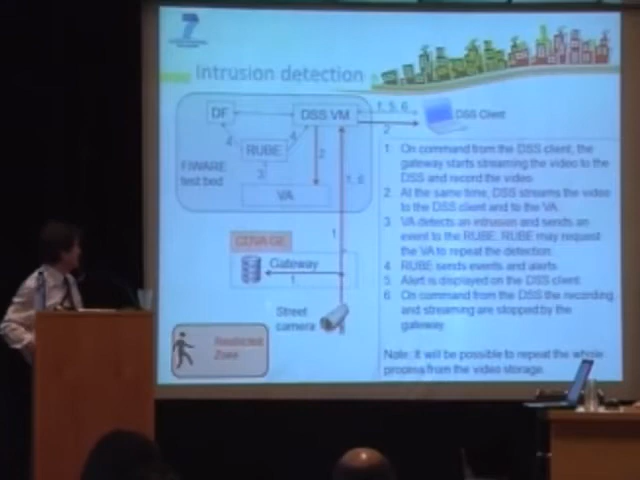 7
Intrusion detection
DF
DSS VM
1, 5, 6
2
DSS Client
4
4
RUBE
3
2
1, 6
FIWARE
test bed
VA
1
Gateway
1
Street
camera
Restricted
Zone
1 On command from the DSS client, the
gateway starts streaming the video to the
DSS and record the video.
2 At the same time, DSS streams the video
to the DSS client and to the VA.
3 VA detects an intrusion and sends an
event to the RUBE. RUBE may request
the VA to repeat the detection.
4 RUBE sends events and alerts.
5 Alert is displayed on the DSS client.
6 On command from the DSS the recording
and streaming are stopped by the
gateway
Note: It will be possible to repeat the whole
process from the video storage.